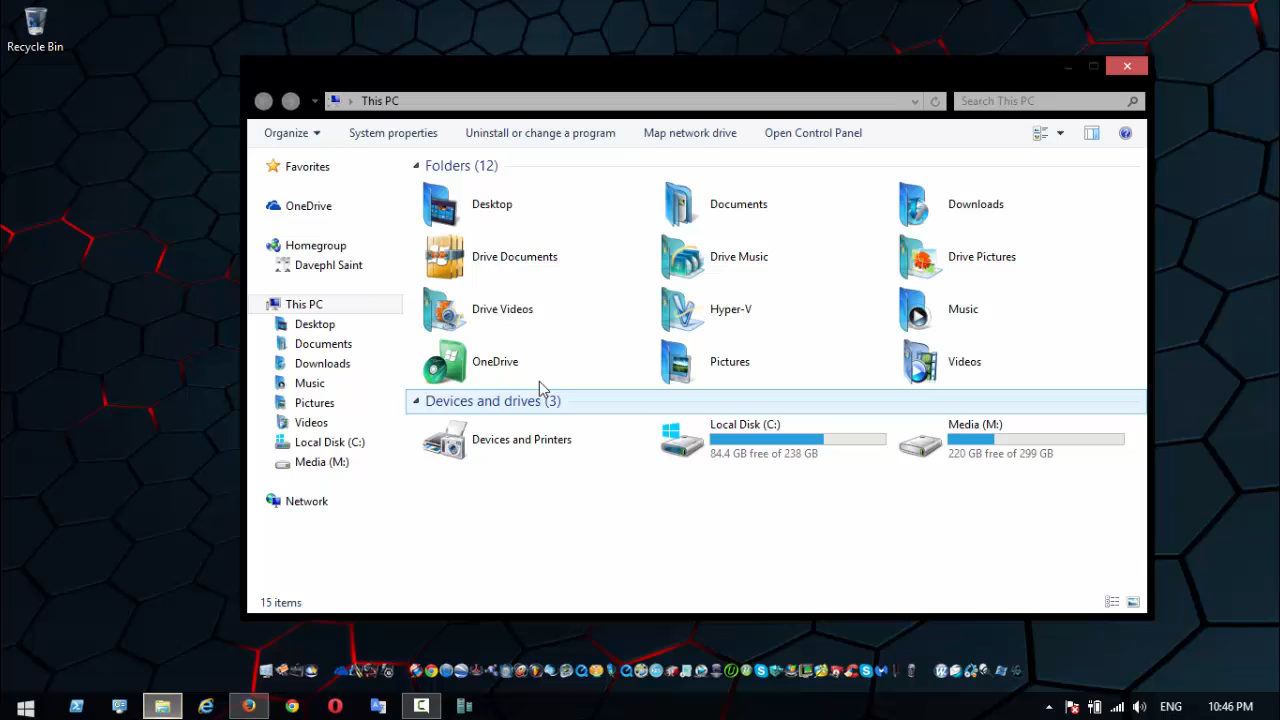 Recycle Bin
This PC
Search This PC
Organize
System properties
Uninstall or change a program
Map network drive
Open Control Panel
Favorites
OneDrive
Homegroup
Davephl Saint
This PC
Desktop
Documents
Downloads
Music
Pictures
Videos
Local Disk (C:)
Media (M:)
Network
Folders (12)
Desktop
Documents
Downloads
Drive Documents
Drive Music
Drive Pictures
Drive Videos
Hyper-V
Music
OneDrive
Pictures
Videos
Devices and drives (3)
Devices and Printers
Local Disk (C:)
84.4 GB free of 238 GB
Media (M:)
220 GB free of 299 GB
15 items
ENG
10:46 PM